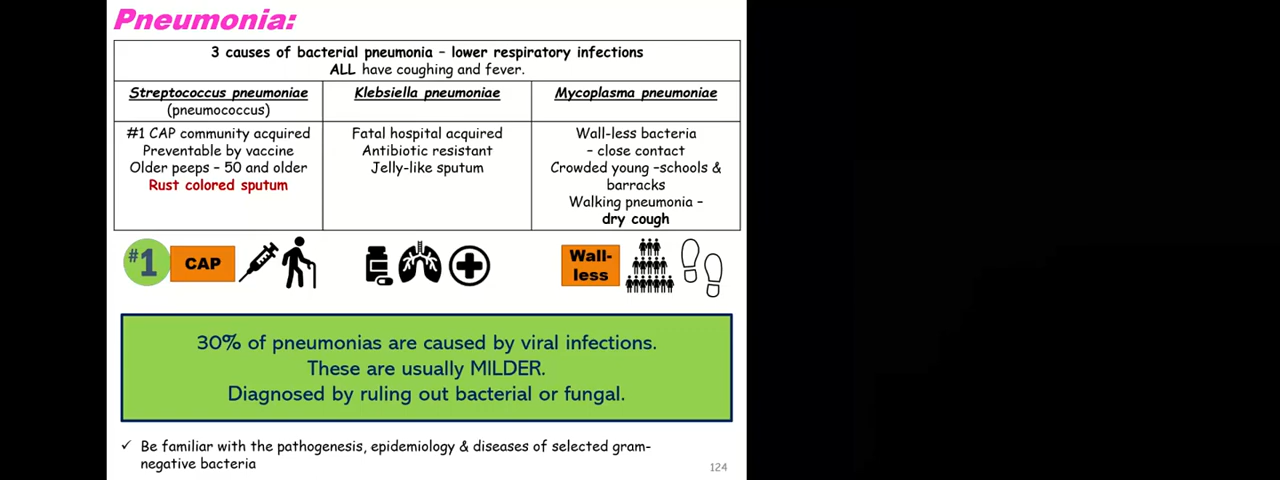 Pneumonia:
3 causes of bacterial pneumonia – lower respiratory infections
ALL have coughing and fever.
Streptococcus pneumoniae
(pneumococcus)
Klebsiella pneumoniae
Mycoplasma pneumoniae
#1 CAP community acquired
Preventable by vaccine
Older peeps – 50 and older
Rust colored sputum
Fatal hospital acquired
Antibiotic resistant
Jelly-like sputum
Wall-less bacteria
– close contact
Crowded young –schools &
barracks
Walking pneumonia –
dry cough
#1
CAP
Wall-
less
30% of pneumonias are caused by viral infections.
These are usually MILDER.
Diagnosed by ruling out bacterial or fungal.
✓ Be familiar with the pathogenesis, epidemiology & diseases of selected gram-
negative bacteria
124